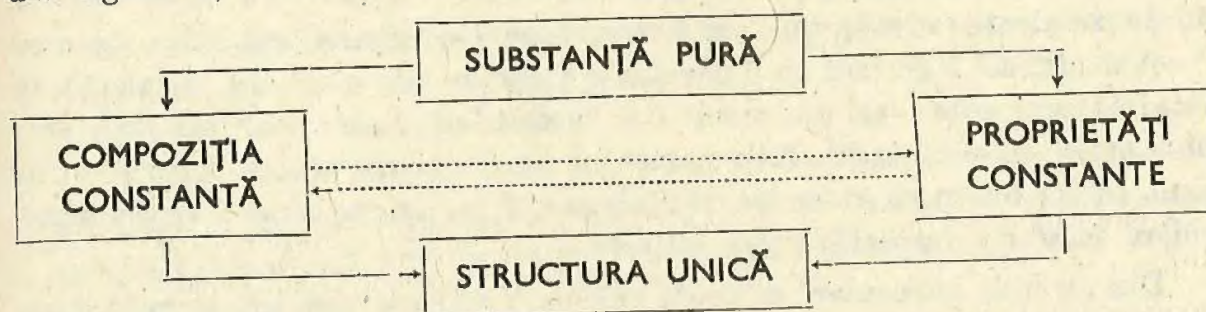 SUBSTANȚĂ PURĂ
COMPOZIȚIA
CONSTANTĂ
PROPRIETĂȚI
CONSTANTE
STRUCTURA UNICĂ